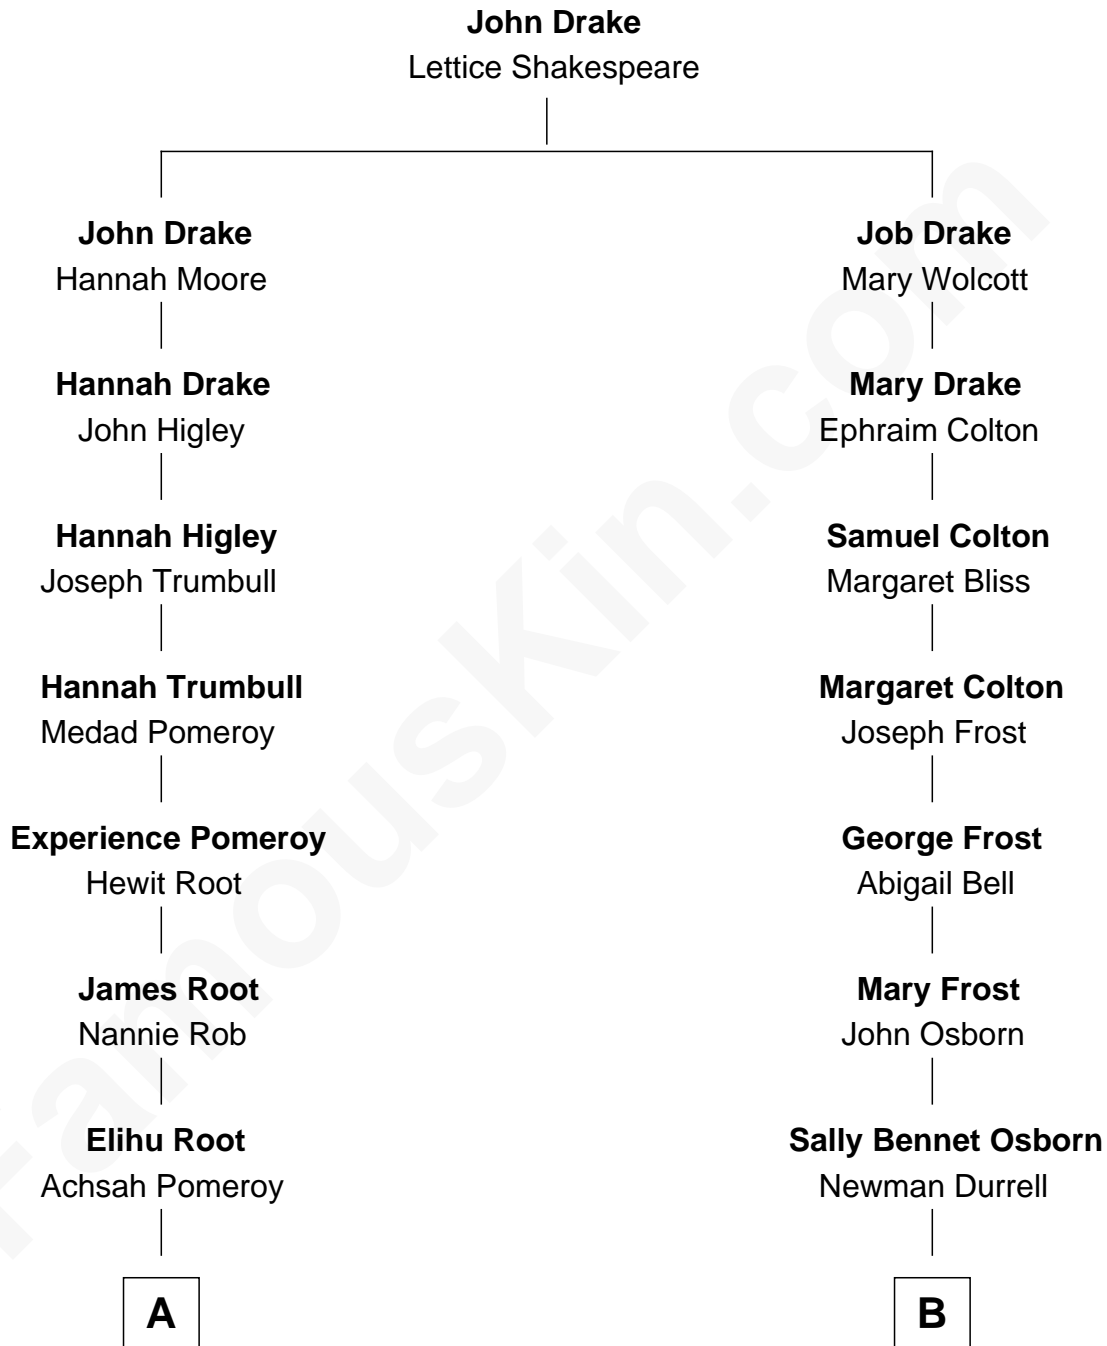 John Drake
Lettice Shakespeare
John Drake
Hannah Moore
Job Drake
Mary Wolcott
Hannah Drake
John Higley
Mary Drake
Ephraim Colton
Hannah Higley
Joseph Trumbull
Samuel Colton
Margaret Bliss
Hannah Trumbull
Medad Pomeroy
Margaret Colton
Joseph Frost
Experience Pomeroy
Hewit Root
George Frost
Abigail Bell
James Root
Nannie Rob
Mary Frost
John Osborn
Elihu Root
Achsah Pomeroy
Sally Bennet Osborn
Newman Durrell
A
B
FamousKin.com